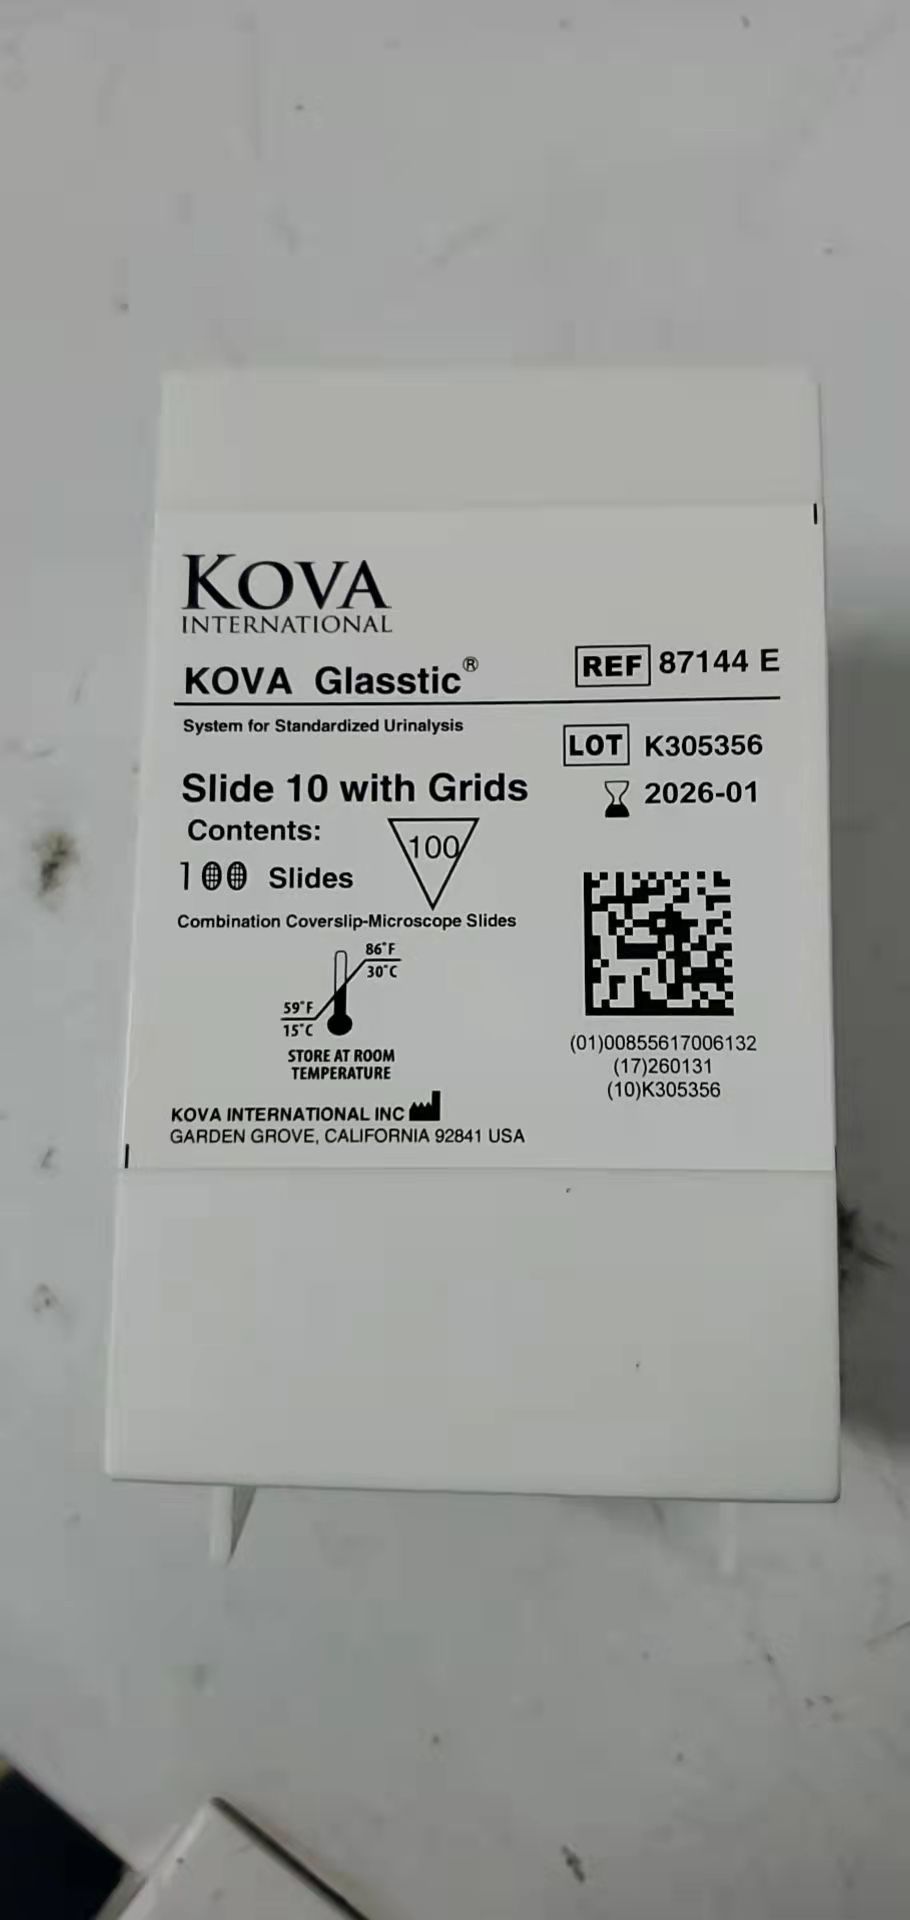 KOVA
INTERNATIONAL
KOVA Glasstic®
REF 87144 E
System for Standardized Urinalysis
LOT K305356
2026-01
Slide 10 with Grids
Contents:
100
100 Slides
Combination Coverslip-Microscope Slides
86°F
30°C
59°F
15°C
STORE AT ROOM
TEMPERATURE
(01)00855617006132
(17)260131
(10)K305356
KOVA INTERNATIONAL INC
GARDEN GROVE, CALIFORNIA 92841 USA